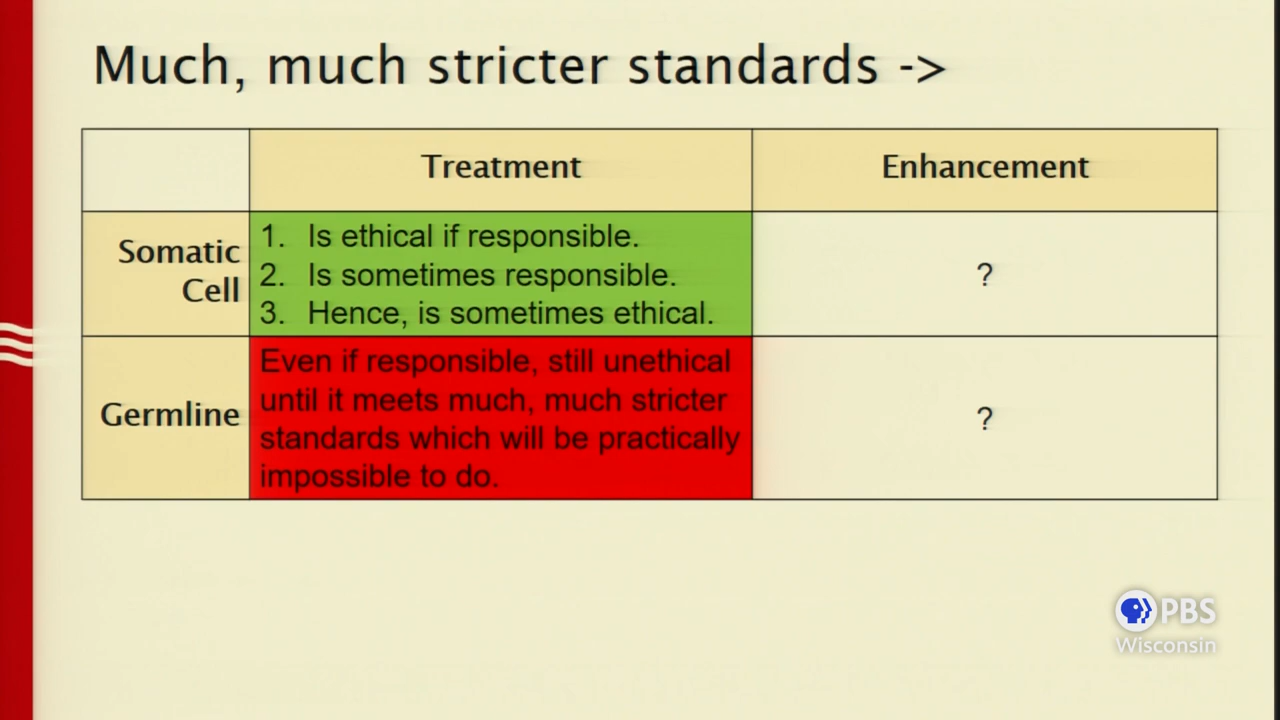 Much, much stricter standards ->
Treatment
Enhancement
Somatic
Cell
1. Is ethical if responsible.
2. Is sometimes responsible.
3. Hence, is sometimes ethical.
?
Germline
Even if responsible, still unethical
until it meets much, much stricter
standards which will be practically
impossible to do.
?
PBS
Wisconsin